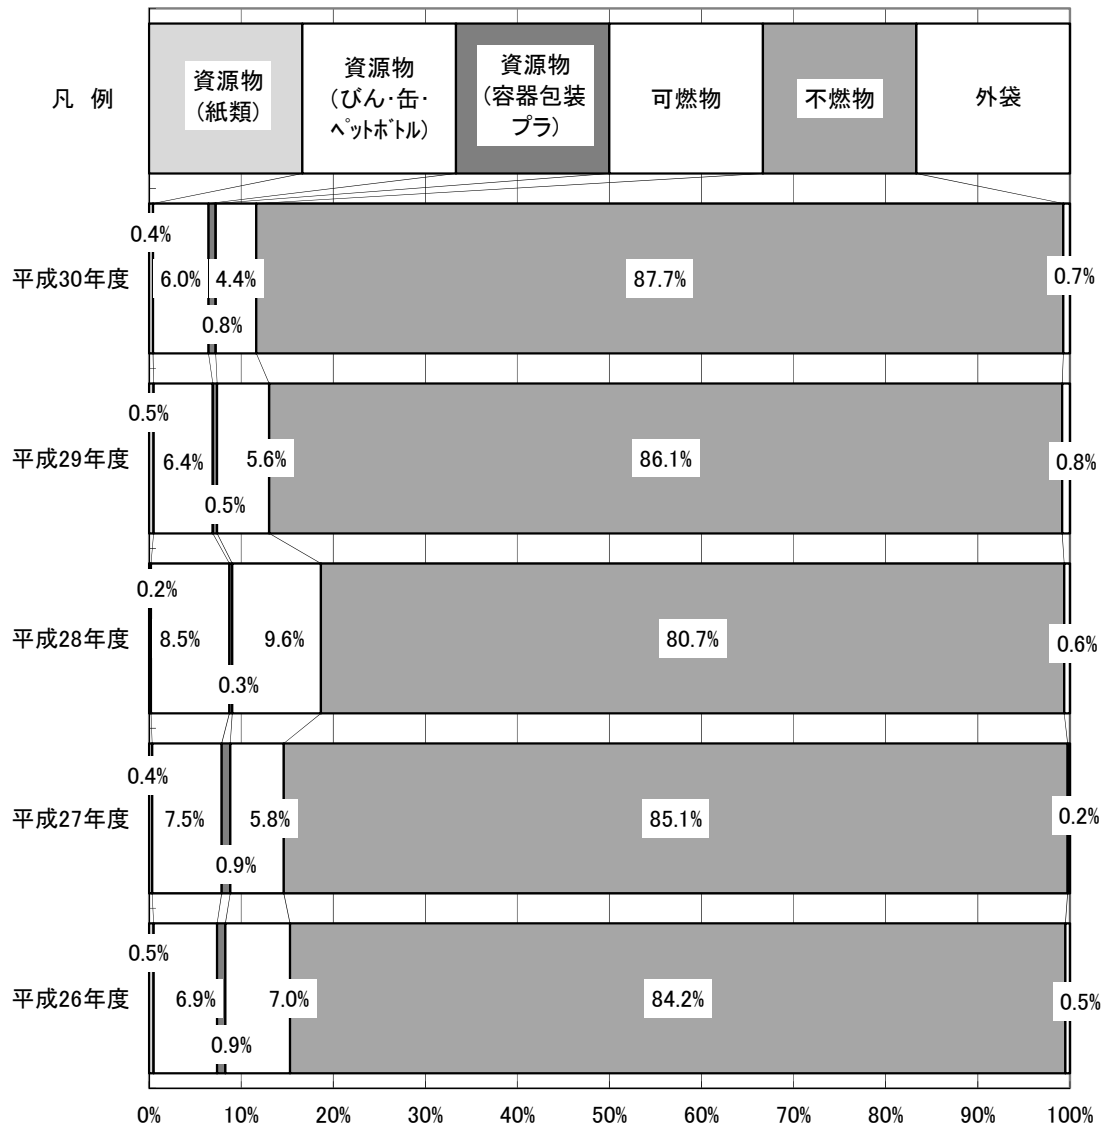 凡 例
資源物
(紙類)
資源物
(びん･缶･
ﾍﾟｯﾄﾎﾞﾄﾙ)
資源物
(容器包装
プラ)
可燃物
不燃物
外袋
平成30年度
0.4%
6.0%
0.8%
4.4%
87.7%
0.7%
平成29年度
0.5%
6.4%
0.5%
5.6%
86.1%
0.8%
平成28年度
0.2%
8.5%
0.3%
9.6%
80.7%
0.6%
平成27年度
0.4%
7.5%
0.9%
5.8%
85.1%
0.2%
平成26年度
0.5%
6.9%
0.9%
7.0%
84.2%
0.5%
0%
10%
20%
30%
40%
50%
60%
70%
80%
90%
100%